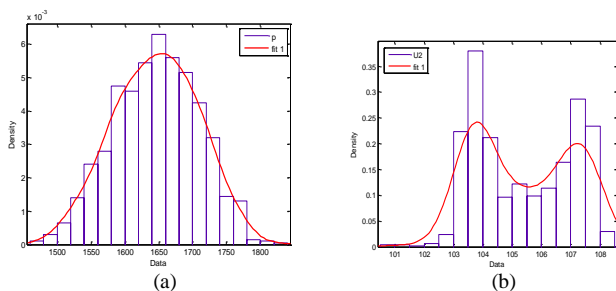 x 10⁻³
p
fit 1
6
5
4
3
2
1
0
Density
1500 1550 1600 1650 1700 1750 1800
Data
(a)
U2
fit 1
0.35
0.3
0.25
0.2
0.15
0.1
0.05
0
Density
101 102 103 104 105 106 107 108
Data
(b)